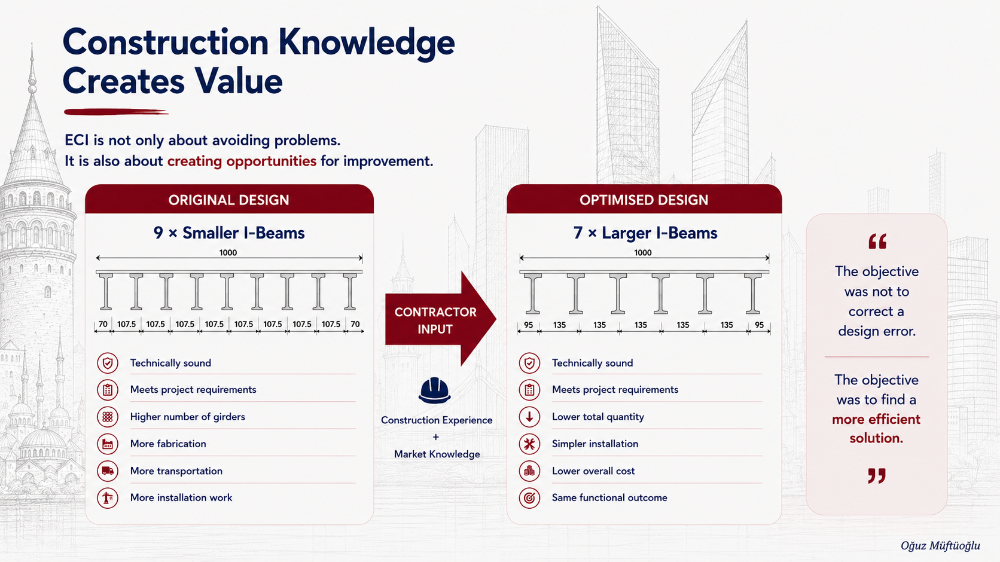 Construction Knowledge
Creates Value
ECI is not only about avoiding problems.
It is also about creating opportunities for improvement.
ORIGINAL DESIGN
9 × Smaller I-Beams
1000
70 107.5 107.5 107.5 107.5 107.5 107.5 107.5 70
Technically sound
Meets project requirements
Higher number of girders
More fabrication
More transportation
More installation work
CONTRACTOR
INPUT
Construction Experience
+
Market Knowledge
OPTIMISED DESIGN
7 × Larger I-Beams
1000
95 135 135 135 135 135 95
Technically sound
Meets project requirements
Lower total quantity
Simpler installation
Lower overall cost
Same functional outcome
“
The objective
was not to
correct a
design error.
The objective
was to find a
more efficient
solution.
”
Oğuz Müftüoğlu